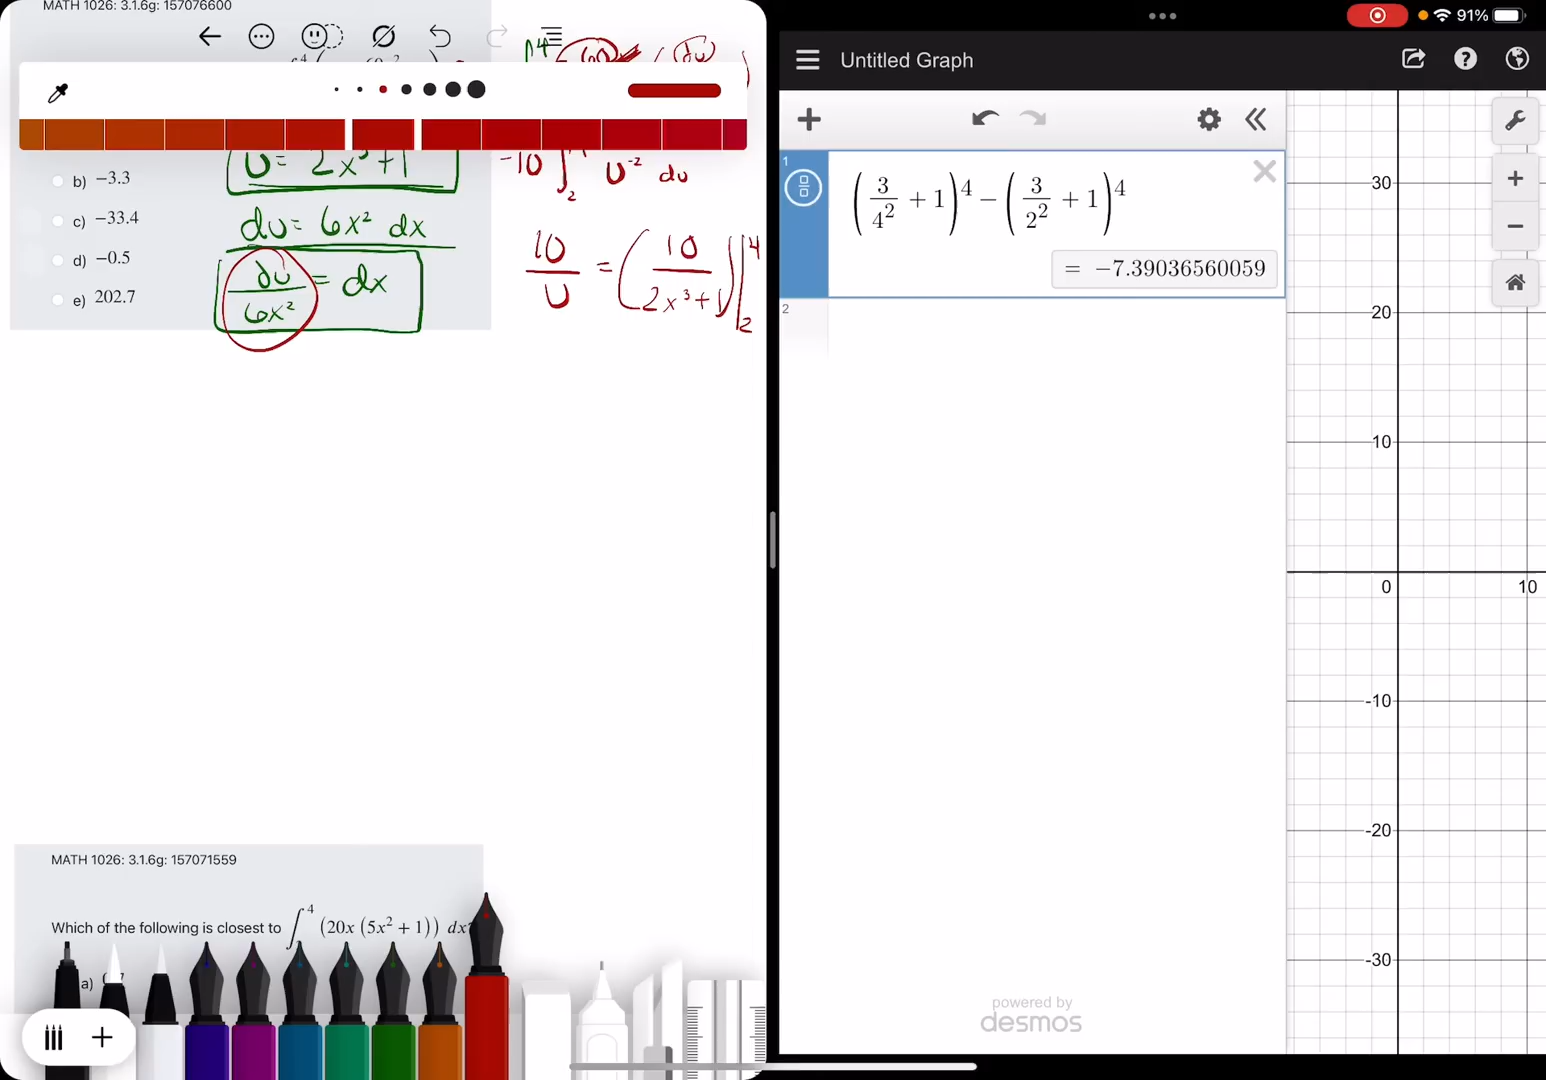 MATH 1026: 3.1.6g: 157076600
U = 2x³+1
b) −3.3
c) −33.4
d) −0.5
e) 202.7
du = 6x² dx
du/6x² = dx
-10 ∫₂⁴ U⁻² du
10/U = (10/2x³+1)|₂⁴
MATH 1026: 3.1.6g: 157071559
Which of the following is closest to ∫⁴ (20x (5x² + 1)) dx
a)
91%
Untitled Graph
1
(3/4² + 1)⁴ − (3/2² + 1)⁴
= −7.39036560059
2
30
20
10
0
10
-10
-20
-30
powered by
desmos